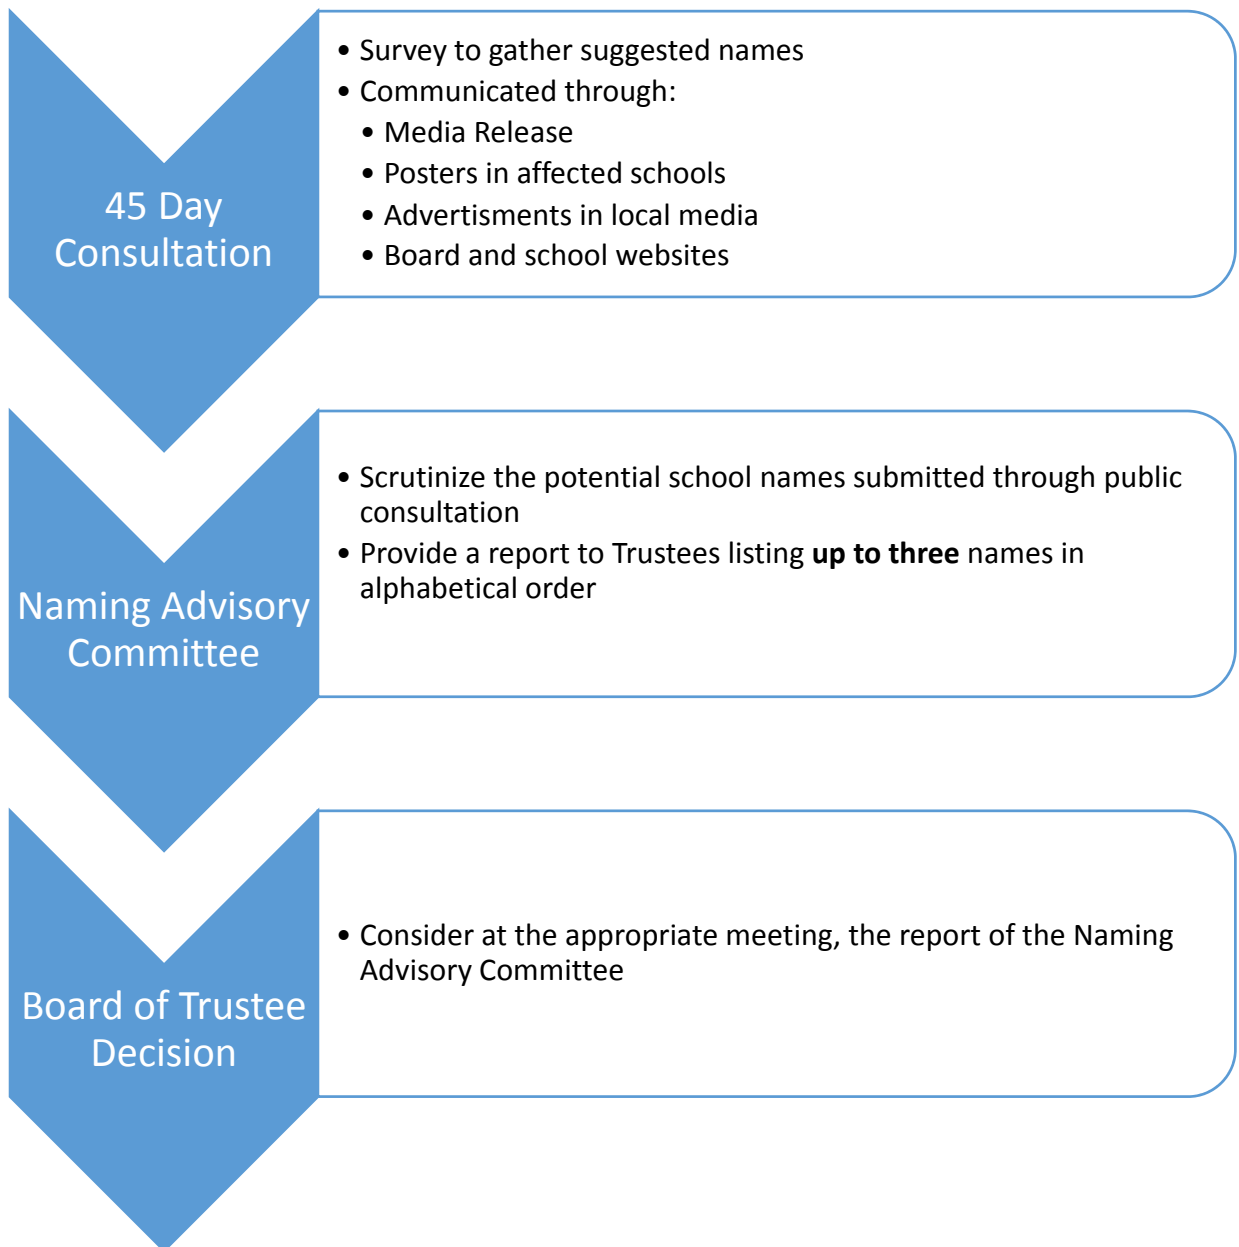 45 Day
Consultation
• Survey to gather suggested names
• Communicated through:
• Media Release
• Posters in affected schools
• Advertisments in local media
• Board and school websites
Naming Advisory
Committee
• Scrutinize the potential school names submitted through public
consultation
• Provide a report to Trustees listing up to three names in
alphabetical order
Board of Trustee
Decision
• Consider at the appropriate meeting, the report of the Naming
Advisory Committee